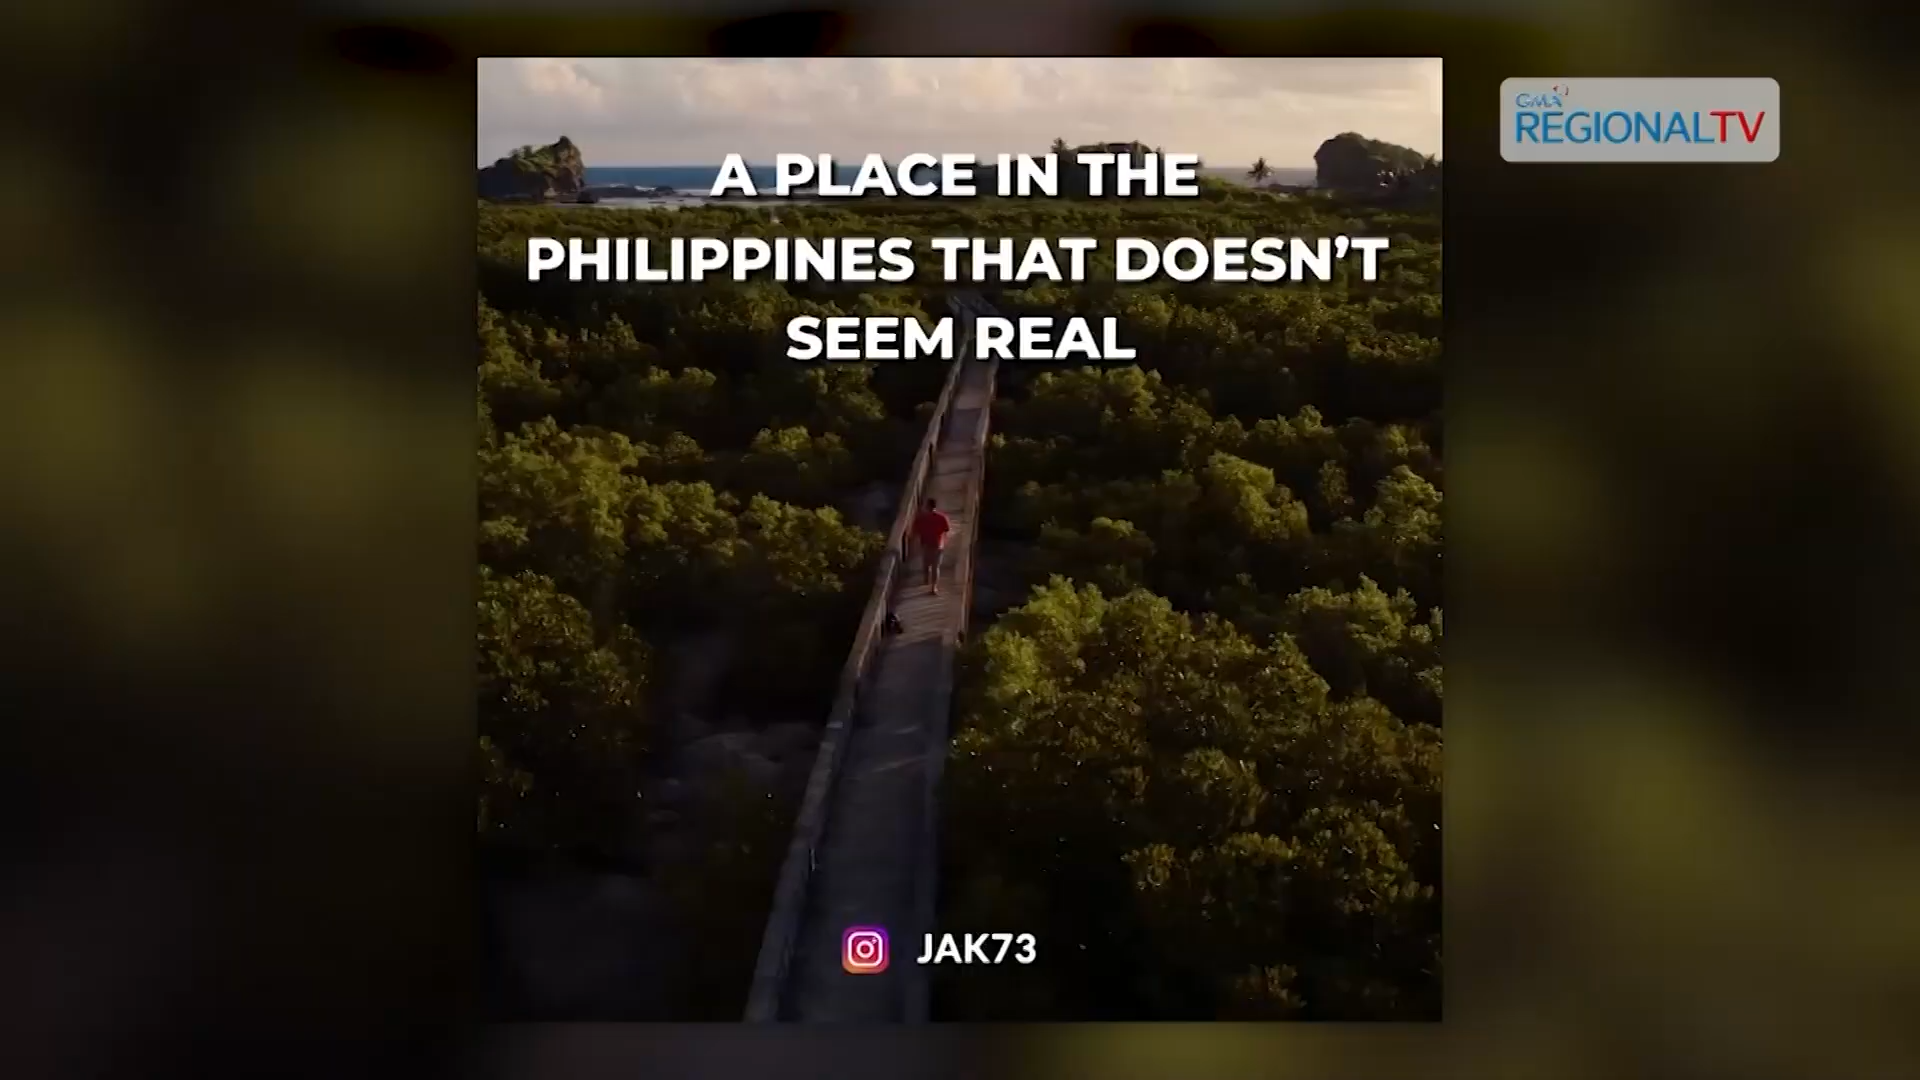 GMA
REGIONALTV
A PLACE IN THE
PHILIPPINES THAT DOESN’T
SEEM REAL
JAK73